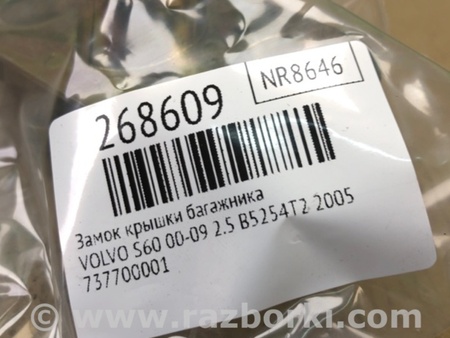 268609
NR8646
Замок крышки багажника
VOLVO S60 00-09 2.5 B5254T2 2005
737700001
www.razborki.com